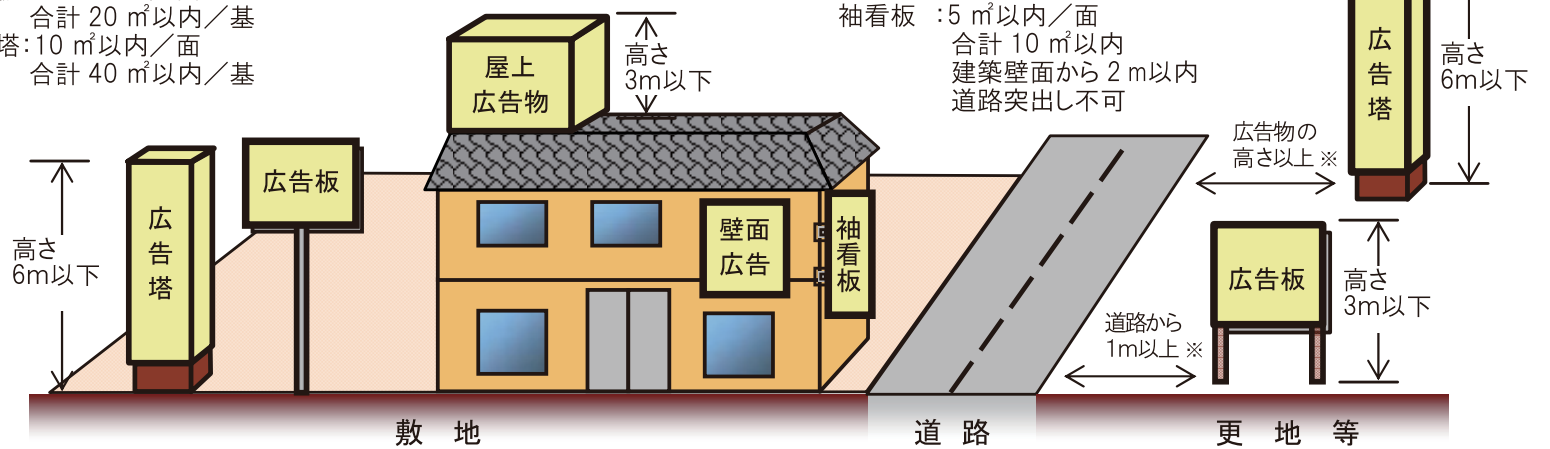 合計 20 ㎡以内／基
塔：10 ㎡以内／面
合計 40 ㎡以内／基
袖看板 ：5 ㎡以内／面
合計 10 ㎡以内
建築壁面から 2 m以内
道路突出し不可
屋上
広告物
高さ
3m以下
広告塔
高さ
6m以下
広告物の
高さ以上 ※
広告塔
高さ
6m以下
広告板
壁面
広告
袖看板
広告板
高さ
3m以下
道路から
1m以上 ※
敷 地
道 路
更 地 等